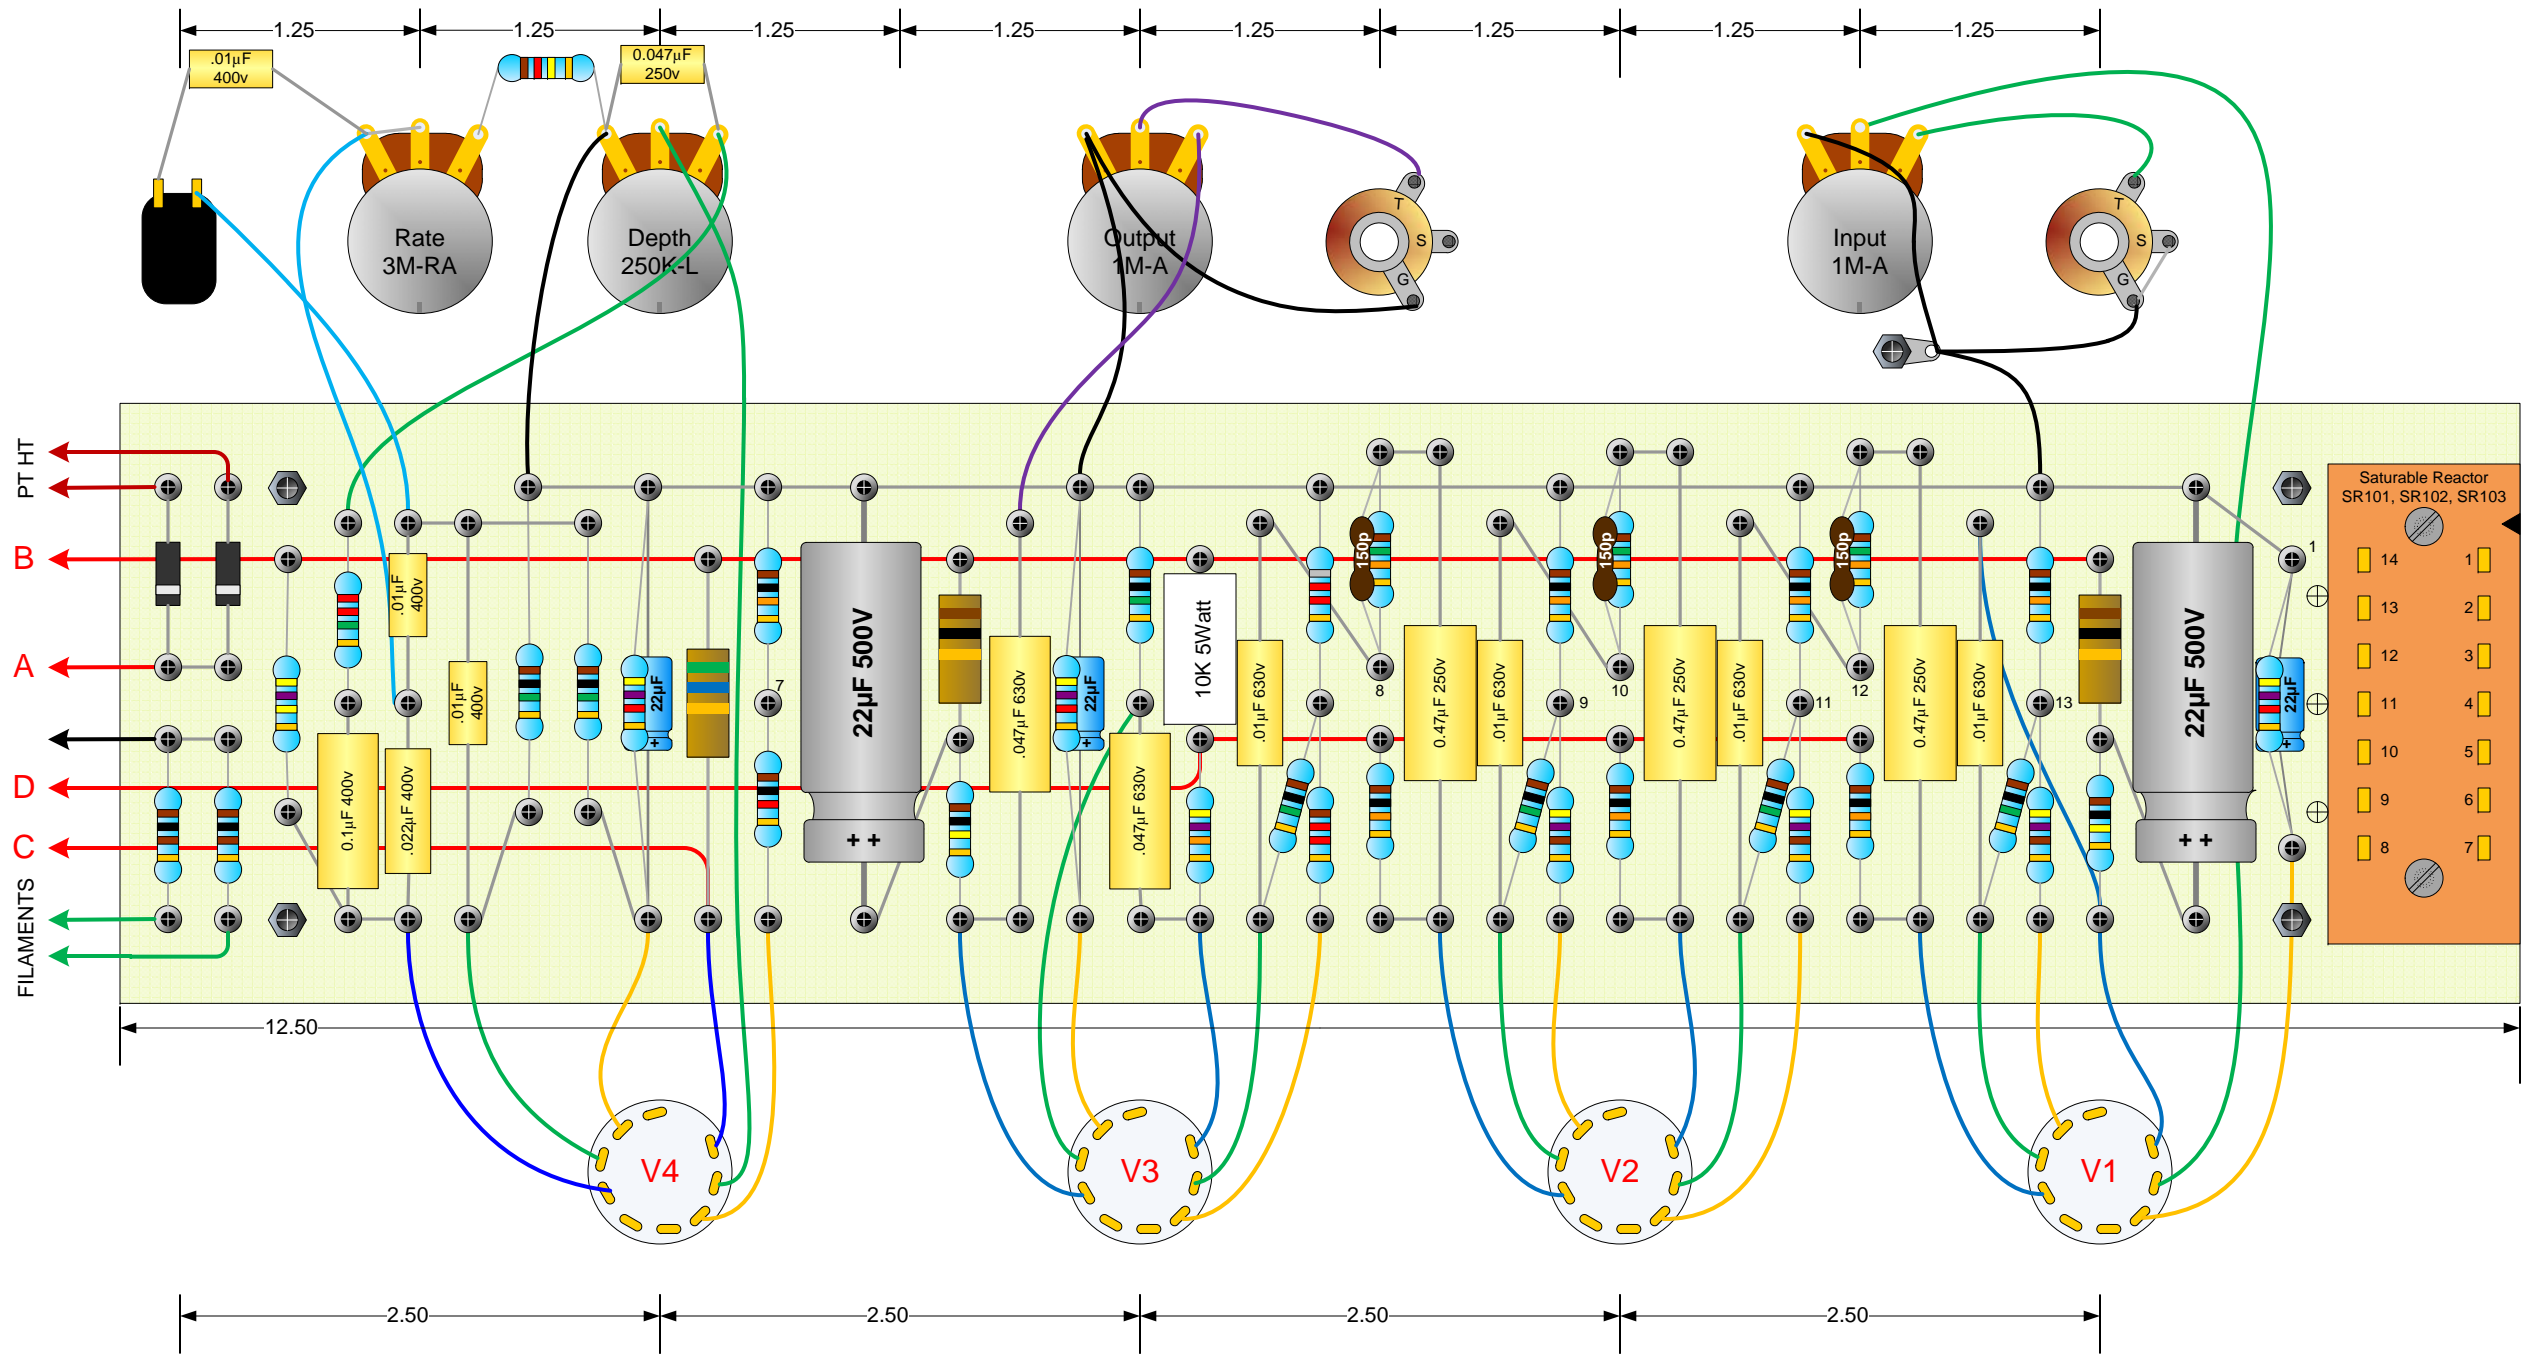 1.25 1.25 1.25 1.25 1.25 1.25 1.25 1.25
.01µF
400v
0.047µF
250v
Rate
3M-RA
Depth
250K-L
Output
1M-A
T
S
G
Input
1M-A
T
S
G
PT HT
B
A
D
C
FILAMENTS
.01µF
400v
.01µF
400v
0.1µF 400v
.022µF 400v
22µF
+
7
22µF 500V
++
.047µF 630v
22µF
+
.047µF 630v
10K 5Watt
.01µF 630v
150p
8
0.47µF 250v
.01µF 630v
9
150p
10
0.47µF 250v
.01µF 630v
11
150p
12
0.47µF 250v
.01µF 630v
13
22µF 500V
++
22µF
+
1
Saturable Reactor
SR101, SR102, SR103
14 1
13 2
12 3
11 4
10 5
9 6
8 7
12.50
V4
V3
V2
V1
2.50 2.50 2.50 2.50